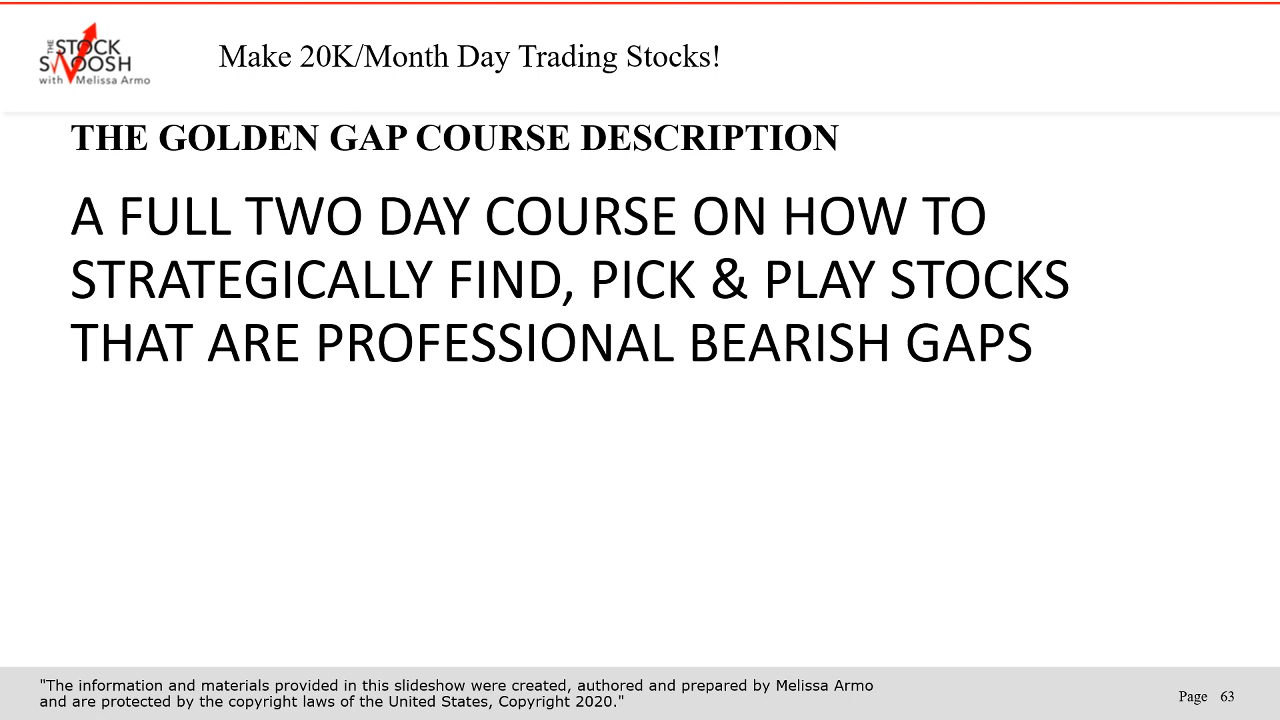 THE
STOCK
SWOOSH
with Melissa Armo
Make 20K/Month Day Trading Stocks!
THE GOLDEN GAP COURSE DESCRIPTION
A FULL TWO DAY COURSE ON HOW TO
STRATEGICALLY FIND, PICK & PLAY STOCKS
THAT ARE PROFESSIONAL BEARISH GAPS
"The information and materials provided in this slideshow were created, authored and prepared by Melissa Armo
and are protected by the copyright laws of the United States, Copyright 2020."
Page 63